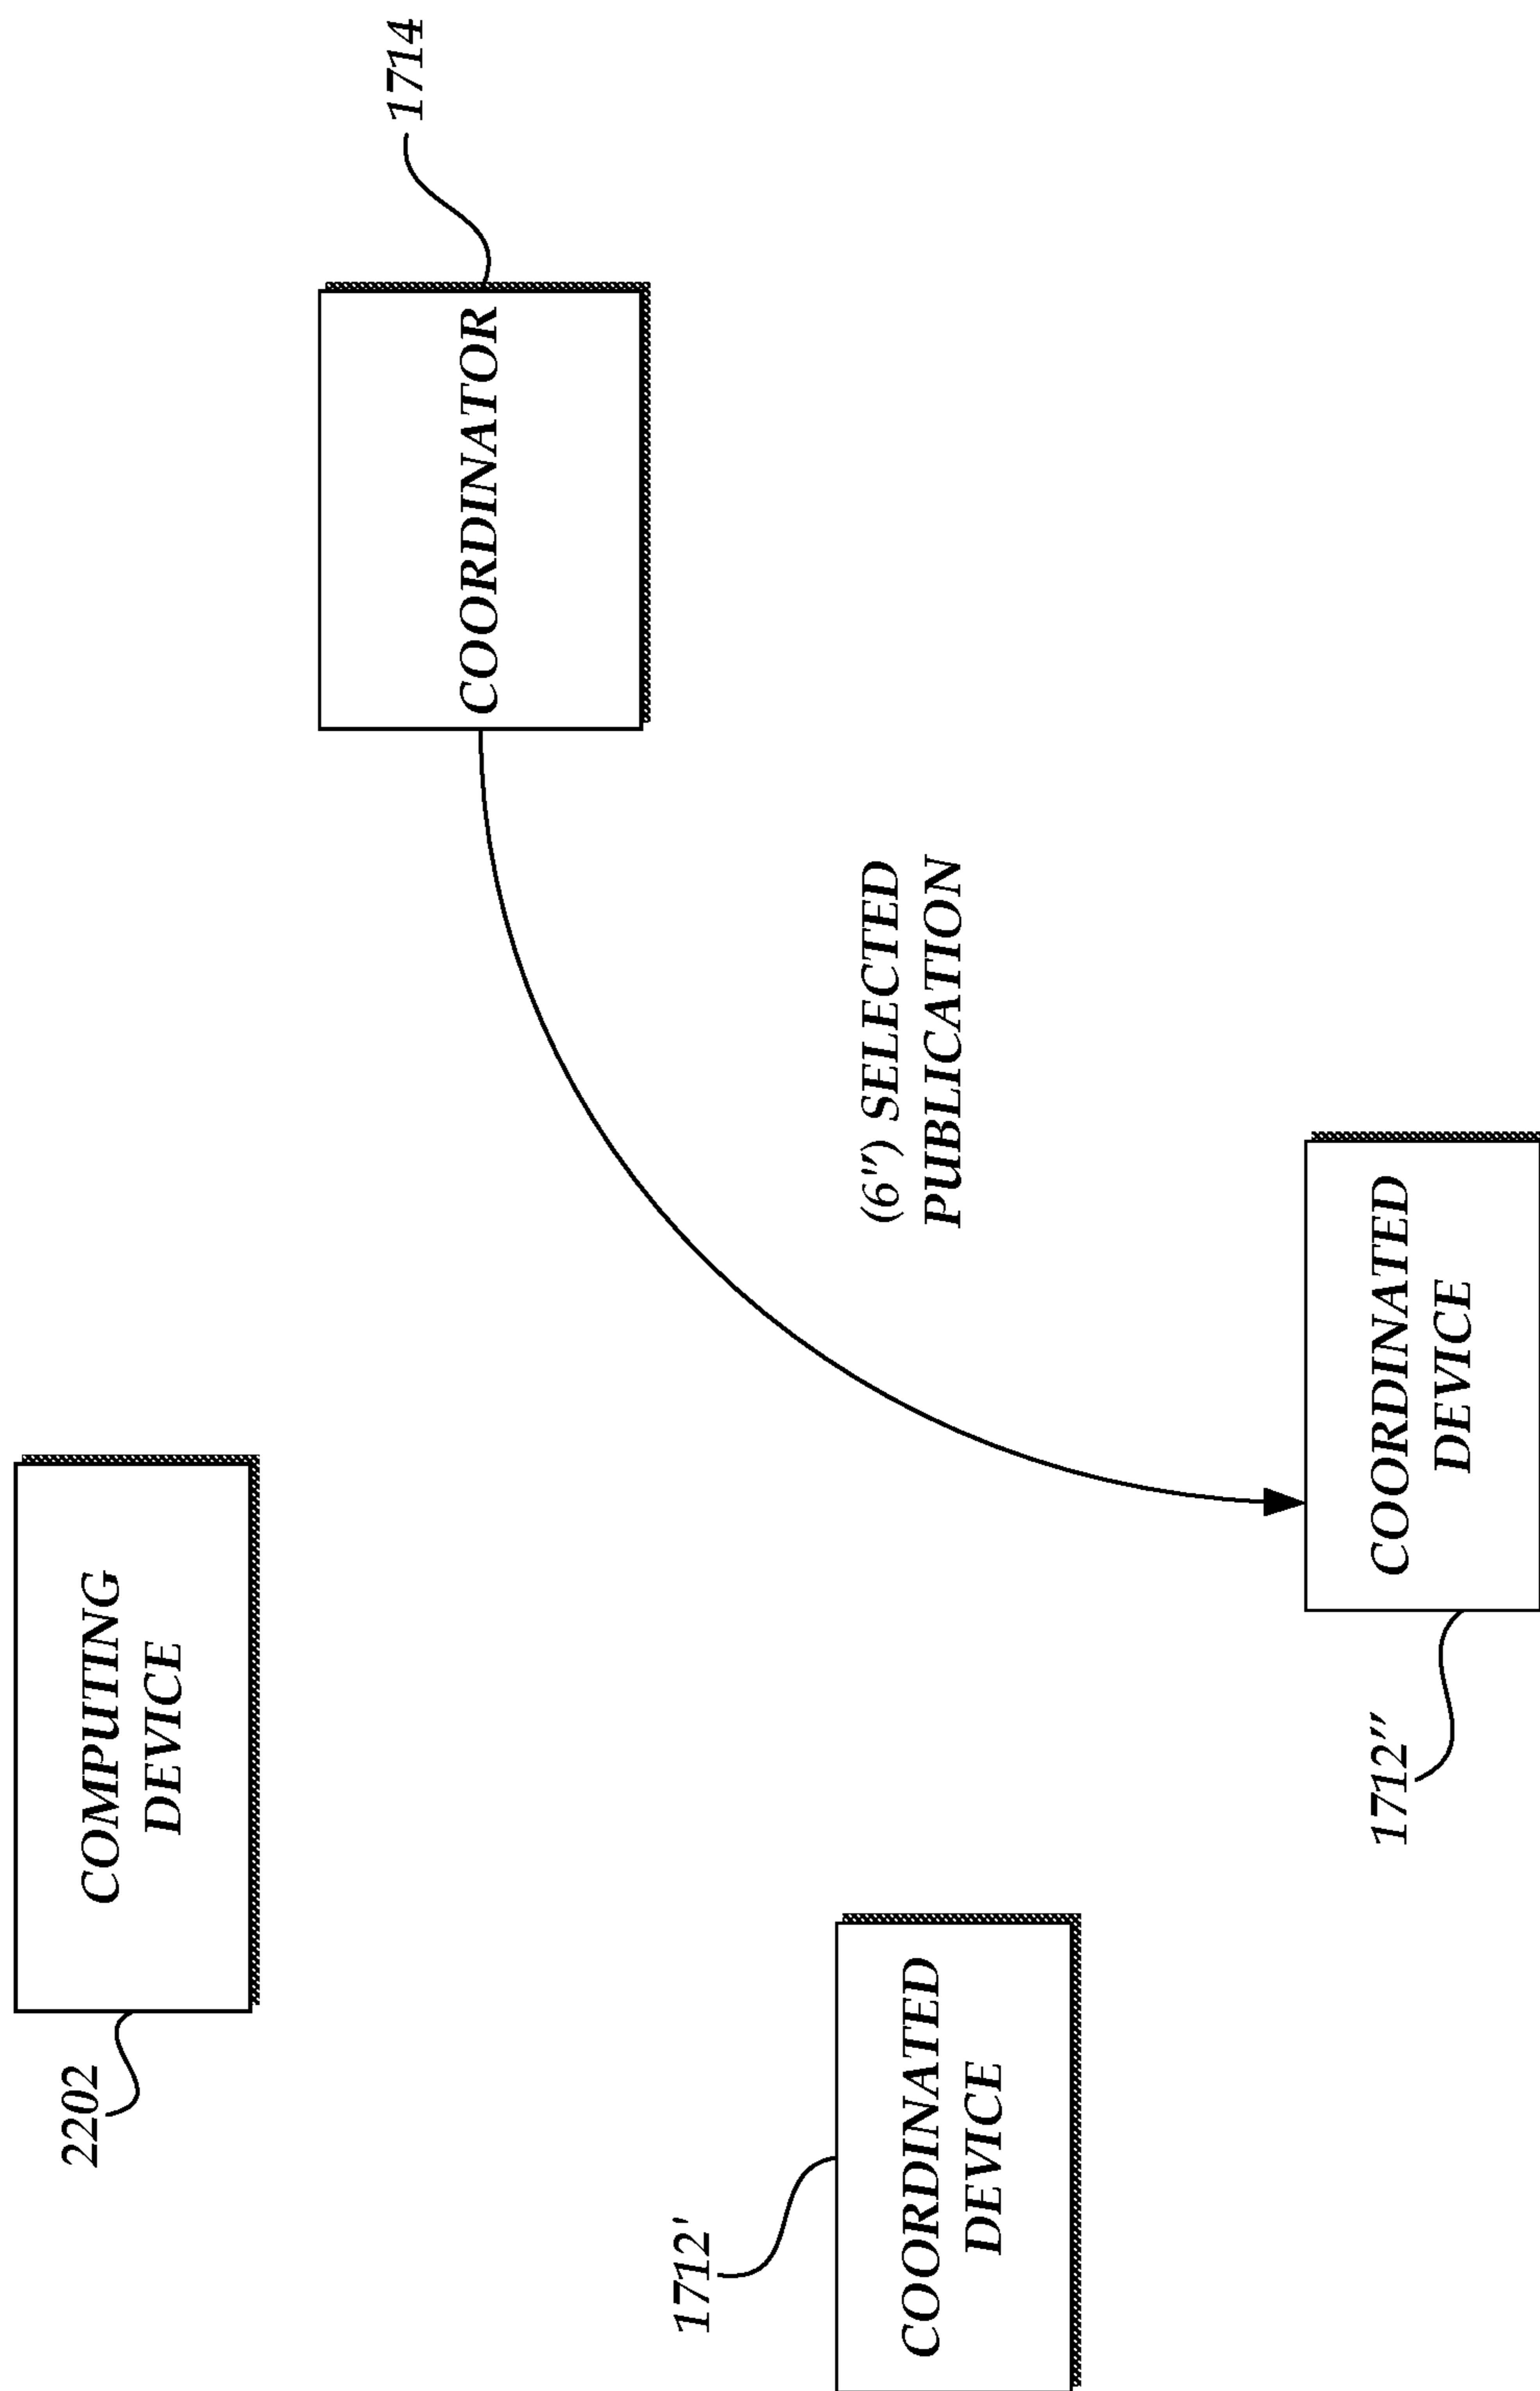 2202
COMPUTING
DEVICE
1714
COORDINATOR
1712'
COORDINATED
DEVICE
(6") SELECTED
PUBLICATION
1712″
COORDINATED
DEVICE